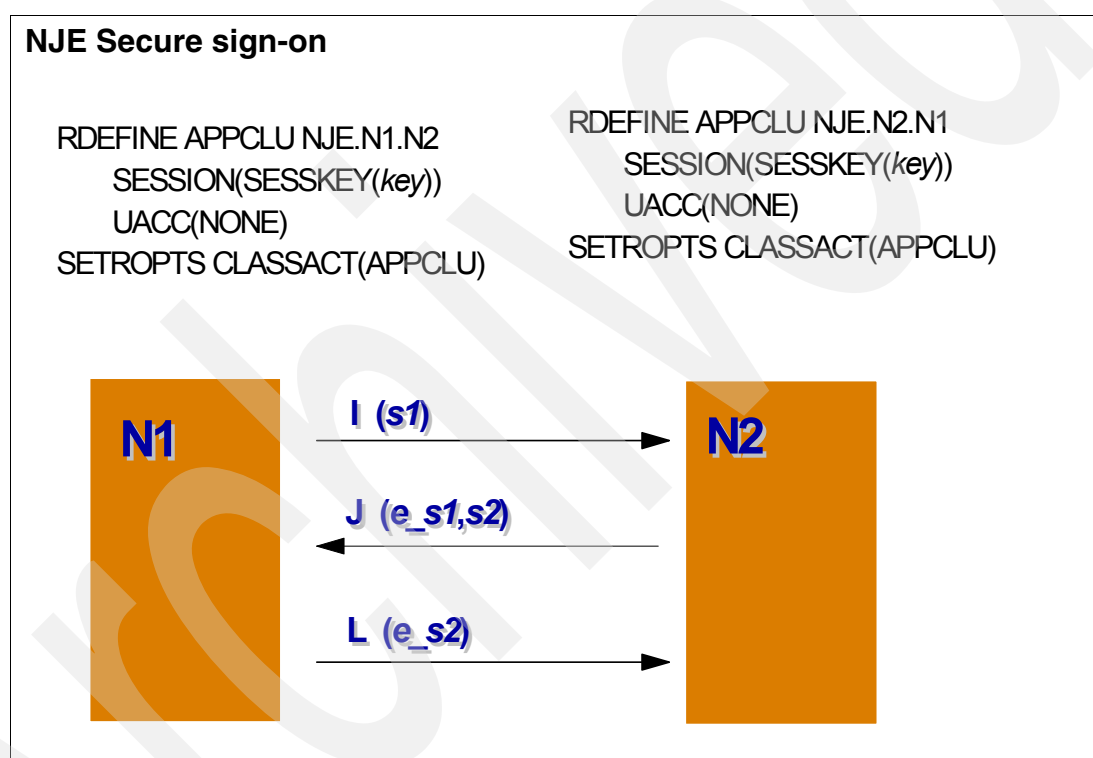 NJE Secure sign-on
RDEFINE APPCLU NJE.N1.N2
SESSION(SESSKEY(key))
UACC(NONE)
SETROPTS CLASSACT(APPCLU)
RDEFINE APPCLU NJE.N2.N1
SESSION(SESSKEY(key))
UACC(NONE)
SETROPTS CLASSACT(APPCLU)
N1
I (s1)
N2
J (e_s1,s2)
L (e_s2)